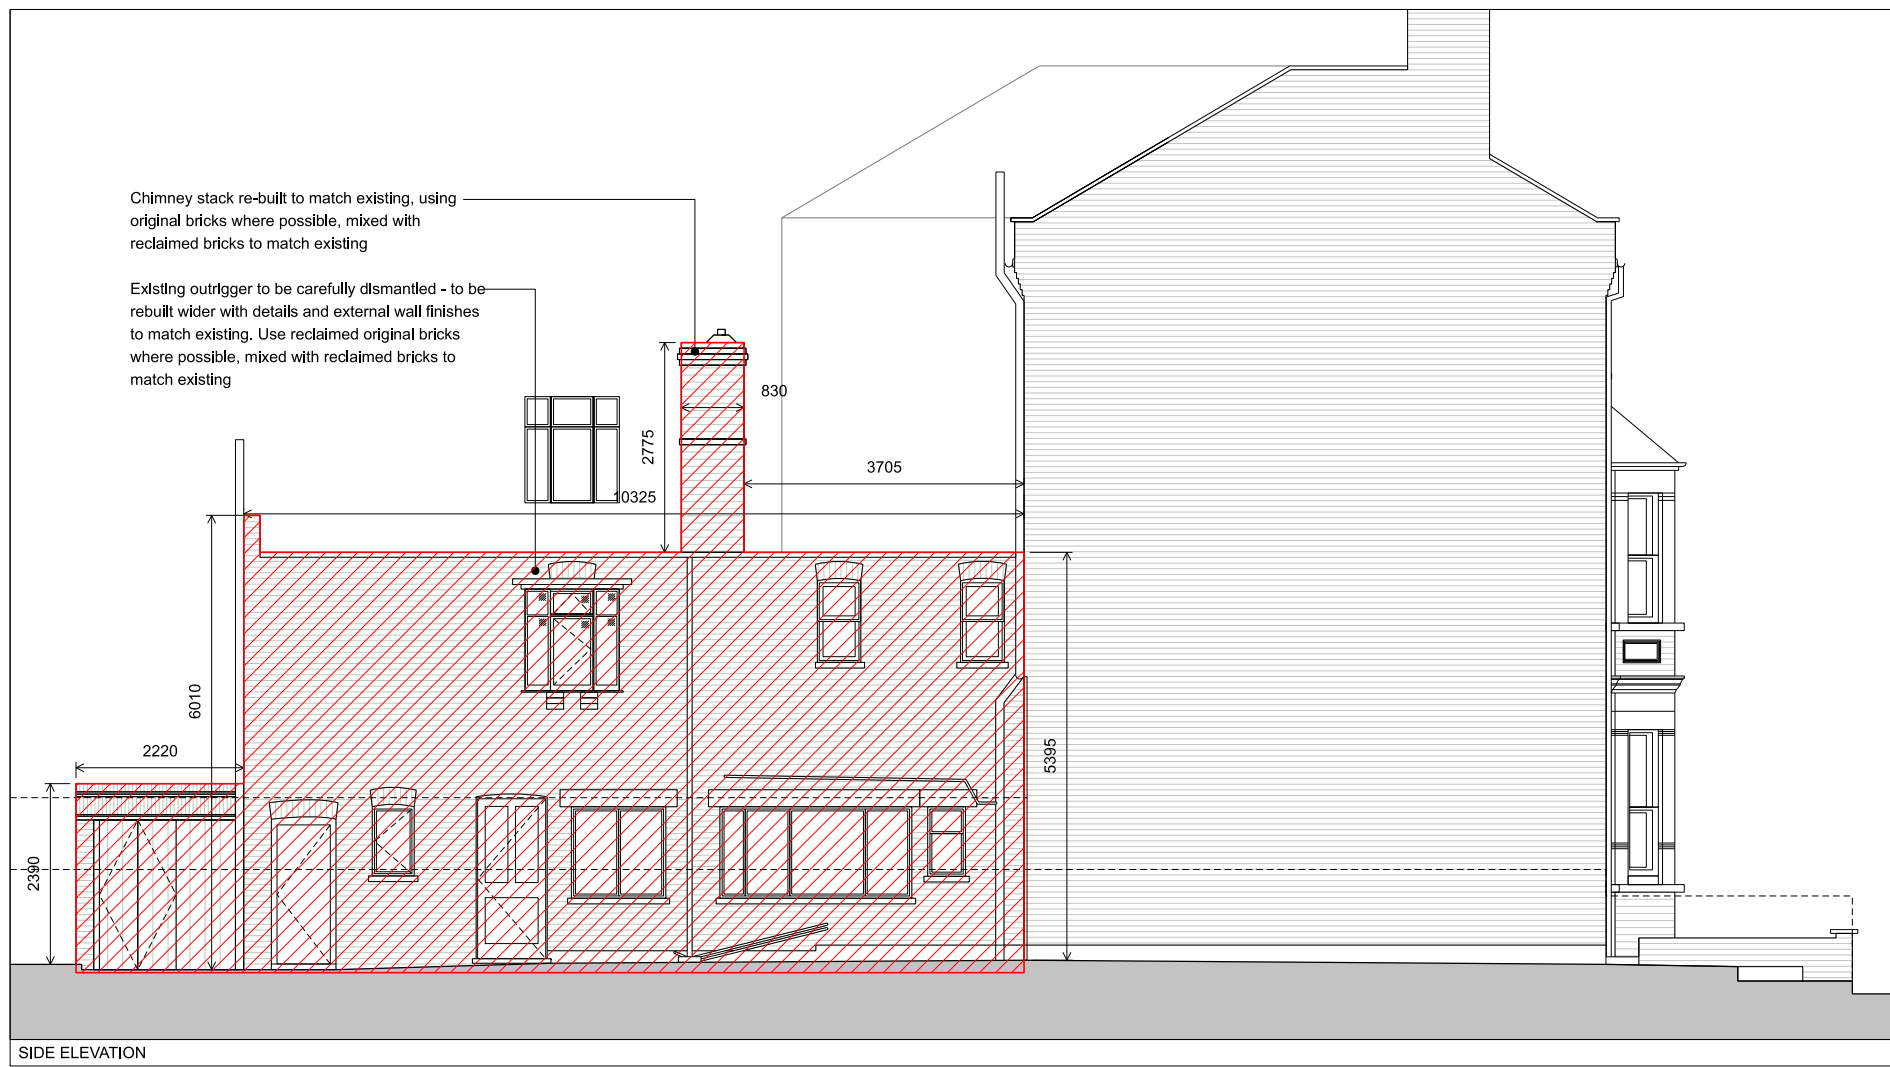 Chimney stack re-built to match existing, using
original bricks where possible, mixed with
reclaimed bricks to match existing
Existing outrigger to be carefully dismantled - to be
rebuilt wider with details and external wall finishes
to match existing. Use reclaimed original bricks
where possible, mixed with reclaimed bricks to
match existing
830
2775
3705
10325
6010
2220
5395
2390
SIDE ELEVATION